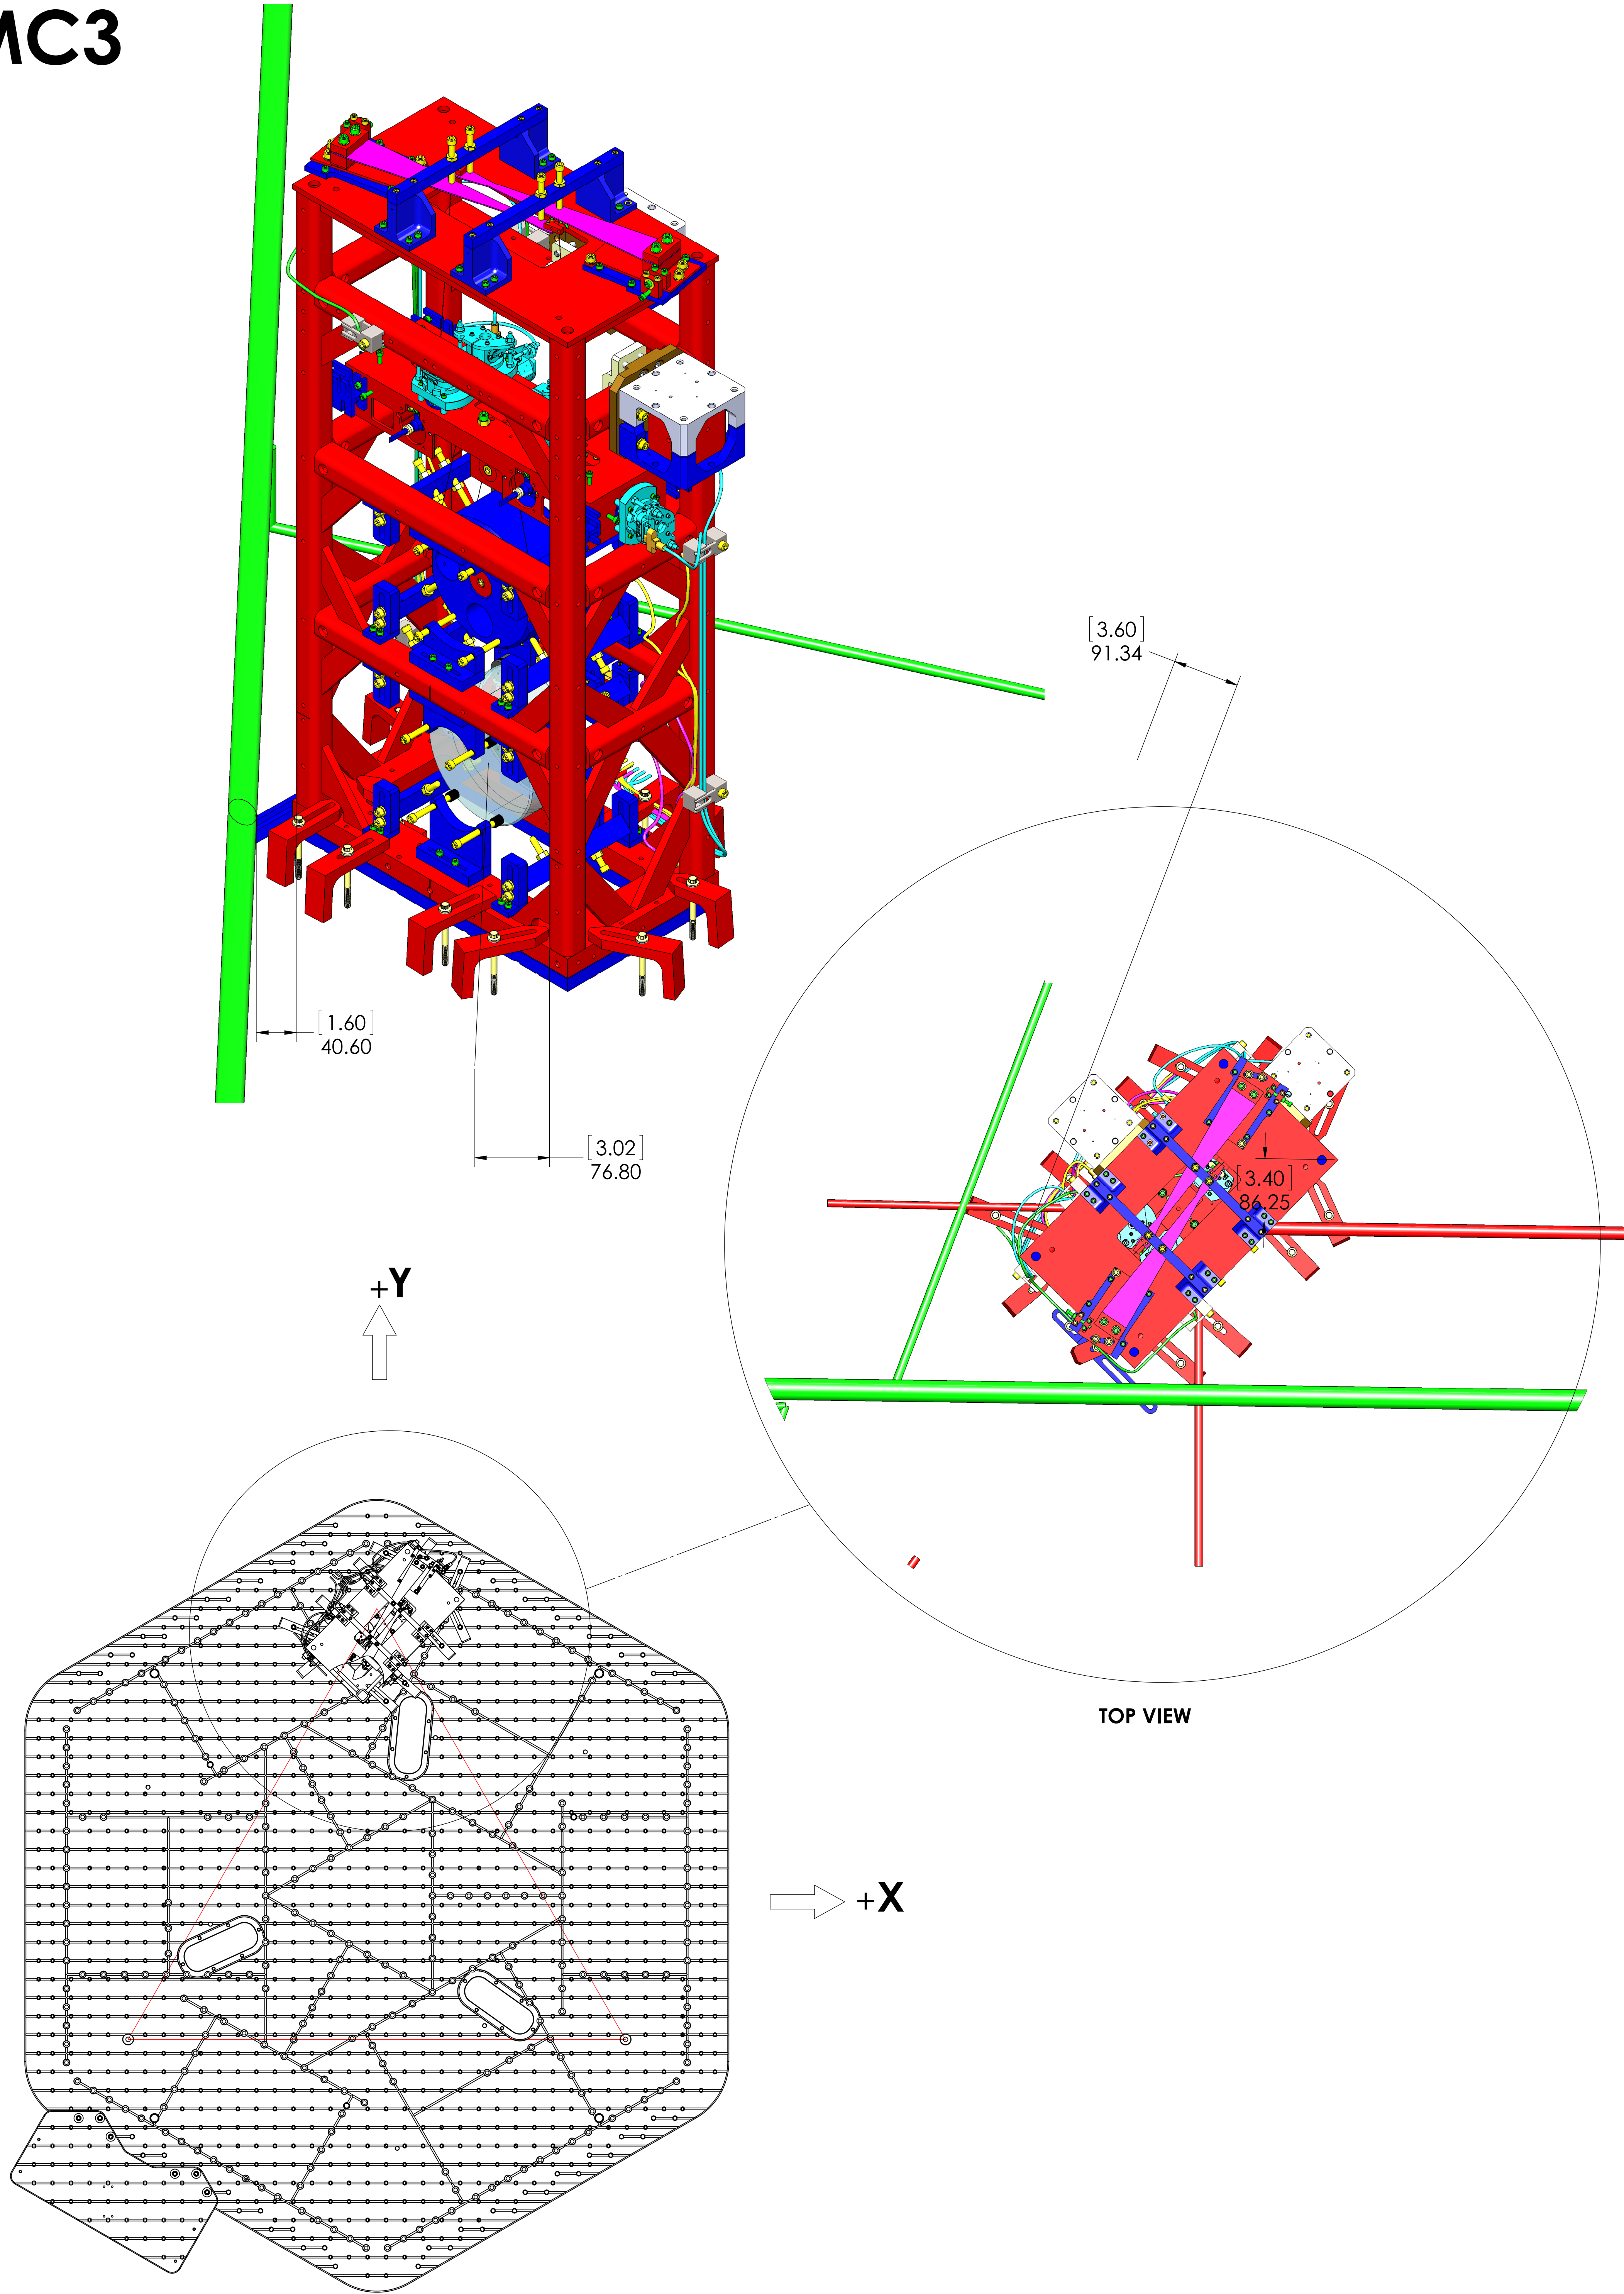 MC3
[3.60]
91.34
[1.60]
40.60
[3.02]
76.80
[3.40]
86.25
+Y
TOP VIEW
+X